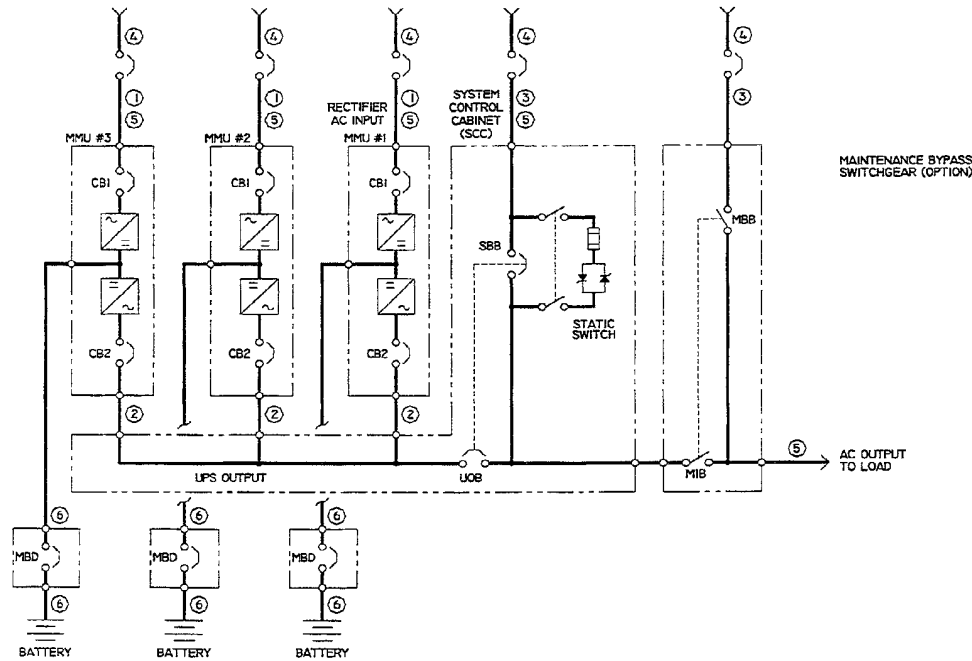 ④ ④ ④ ④ ④
① ① RECTIFIER AC INPUT ① SYSTEM CONTROL CABINET (SCC) ③ ③
⑤ ⑤ ⑤ ⑤
MMU #3 MMU #2 MMU #1
MAINTENANCE BYPASS
SWITCHGEAR (OPTION)
CB1 CB1 CB1
MBB
SBB
STATIC
SWITCH
CB2 CB2 CB2
② ② ②
⑤ AC OUTPUT
TO LOAD
UPS OUTPUT UOB MIB
⑥ ⑥ ⑥
MBD MBD MBD
⑥ ⑥ ⑥
BATTERY BATTERY BATTERY